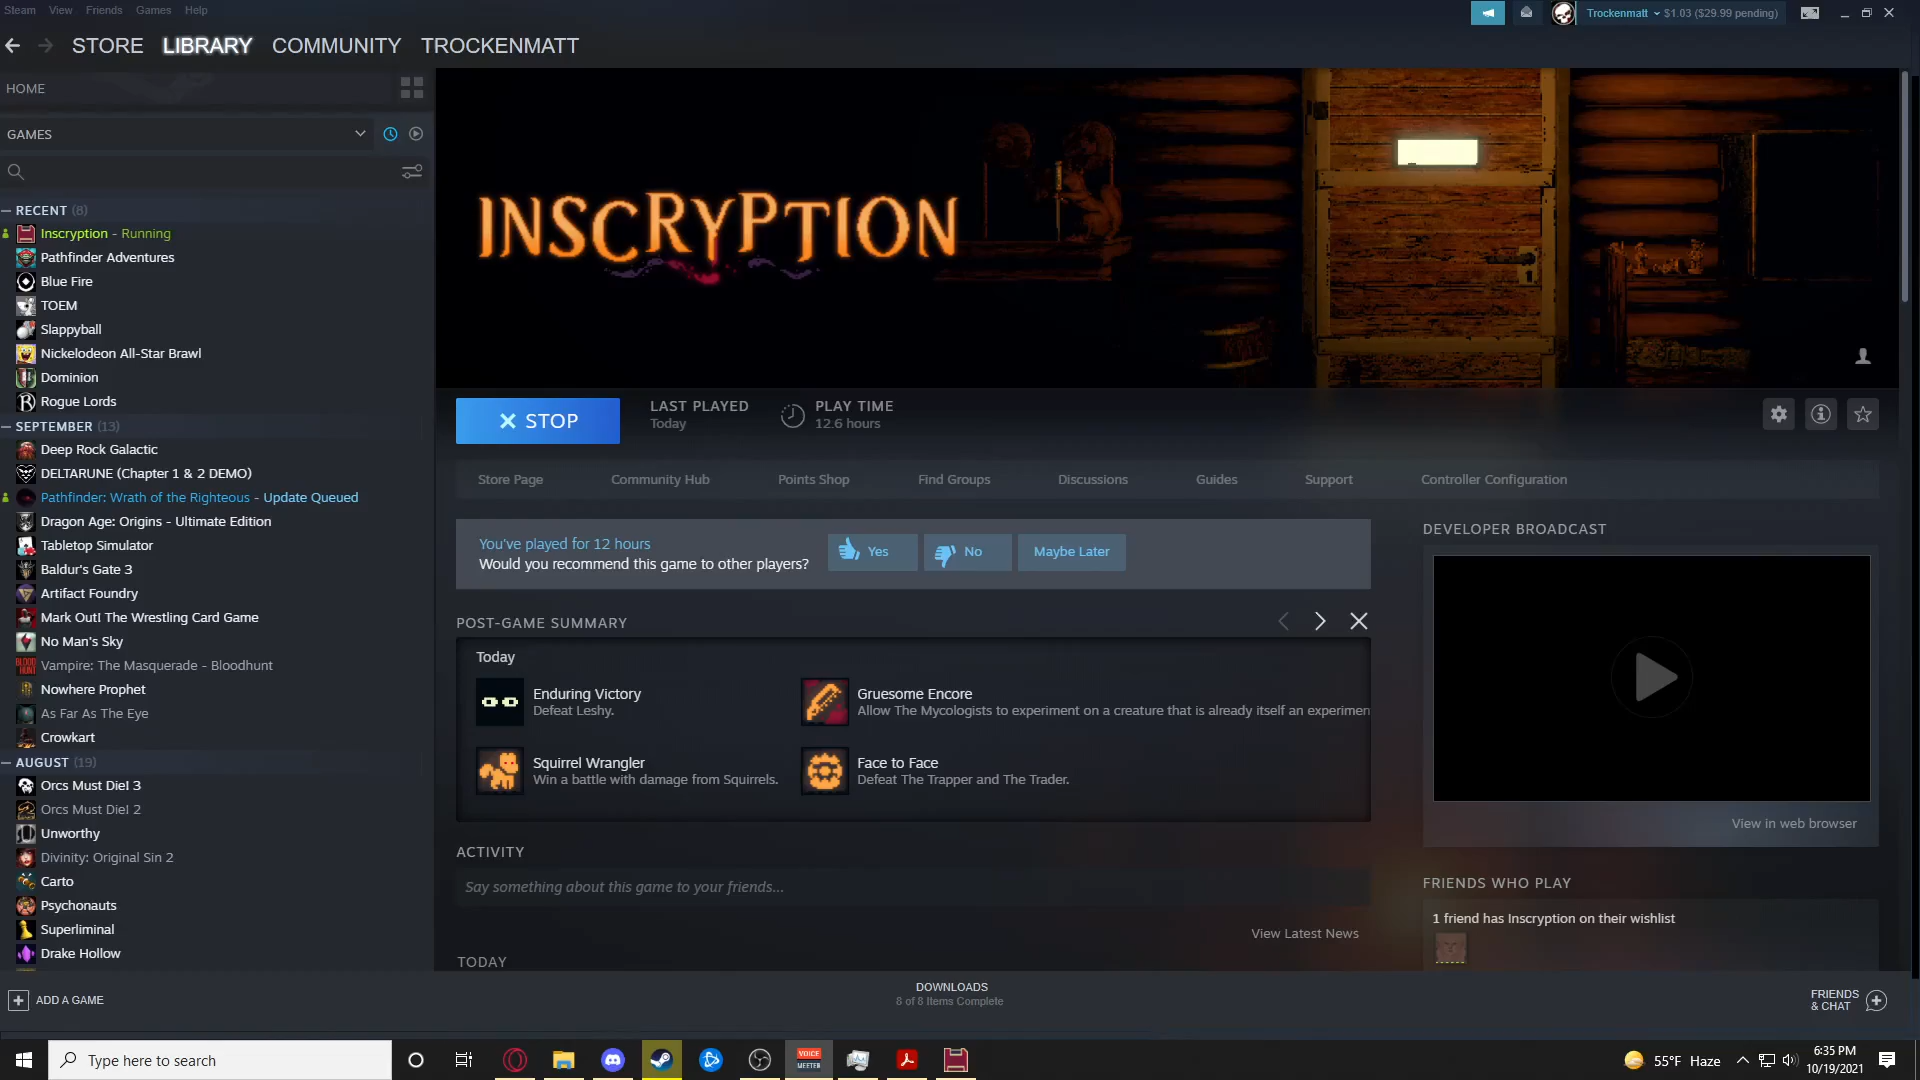 Steam View Friends Games Help
Trockenmatt $1.03 ($29.99 pending)
STORE LIBRARY COMMUNITY TROCKENMATT
HOME
GAMES
RECENT (8)
Inscryption - Running
Pathfinder Adventures
Blue Fire
TOEM
Slappyball
Nickelodeon All-Star Brawl
Dominion
Rogue Lords
SEPTEMBER (13)
Deep Rock Galactic
DELTARUNE (Chapter 1 & 2 DEMO)
Pathfinder: Wrath of the Righteous - Update Queued
Dragon Age: Origins - Ultimate Edition
Tabletop Simulator
Baldur's Gate 3
Artifact Foundry
Mark Out! The Wrestling Card Game
No Man's Sky
Vampire: The Masquerade - Bloodhunt
Nowhere Prophet
As Far As The Eye
Crowkart
AUGUST (19)
Orcs Must Die! 3
Orcs Must Die! 2
Unworthy
Divinity: Original Sin 2
Carto
Psychonauts
Superliminal
Drake Hollow
ADD A GAME
INSCRYPTION
STOP
LAST PLAYED
Today
PLAY TIME
12.6 hours
Store Page Community Hub Points Shop Find Groups Discussions Guides Support Controller Configuration
You've played for 12 hours
Would you recommend this game to other players?
Yes No Maybe Later
POST-GAME SUMMARY
Today
Enduring Victory
Defeat Leshy.
Gruesome Encore
Allow The Mycologists to experiment on a creature that is already itself an experimen
Squirrel Wrangler
Win a battle with damage from Squirrels.
Face to Face
Defeat The Trapper and The Trader.
ACTIVITY
Say something about this game to your friends...
View Latest News
TODAY
DEVELOPER BROADCAST
View in web browser
FRIENDS WHO PLAY
1 friend has Inscryption on their wishlist
DOWNLOADS
8 of 8 Items Complete
FRIENDS
& CHAT
Type here to search
VOICE
MEETER
55°F Haze
6:35 PM
10/19/2021